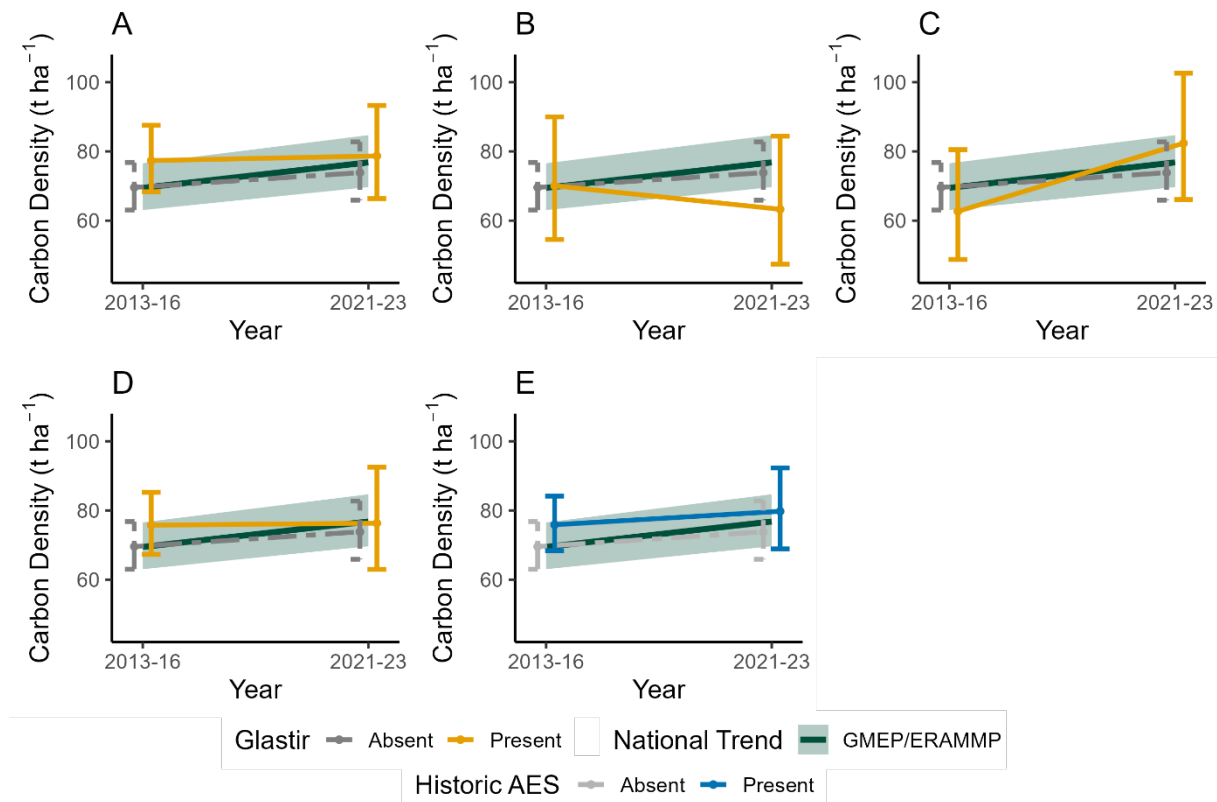 A
Carbon Density (t ha⁻¹)
100
80
60
2013-16
2021-23
Year
B
Carbon Density (t ha⁻¹)
100
80
60
2013-16
2021-23
Year
C
Carbon Density (t ha⁻¹)
100
80
60
2013-16
2021-23
Year
D
Carbon Density (t ha⁻¹)
100
80
60
2013-16
2021-23
Year
E
Carbon Density (t ha⁻¹)
100
80
60
2013-16
2021-23
Year
Glastir Absent Present National Trend GMEP/ERAMMP
Historic AES Absent Present